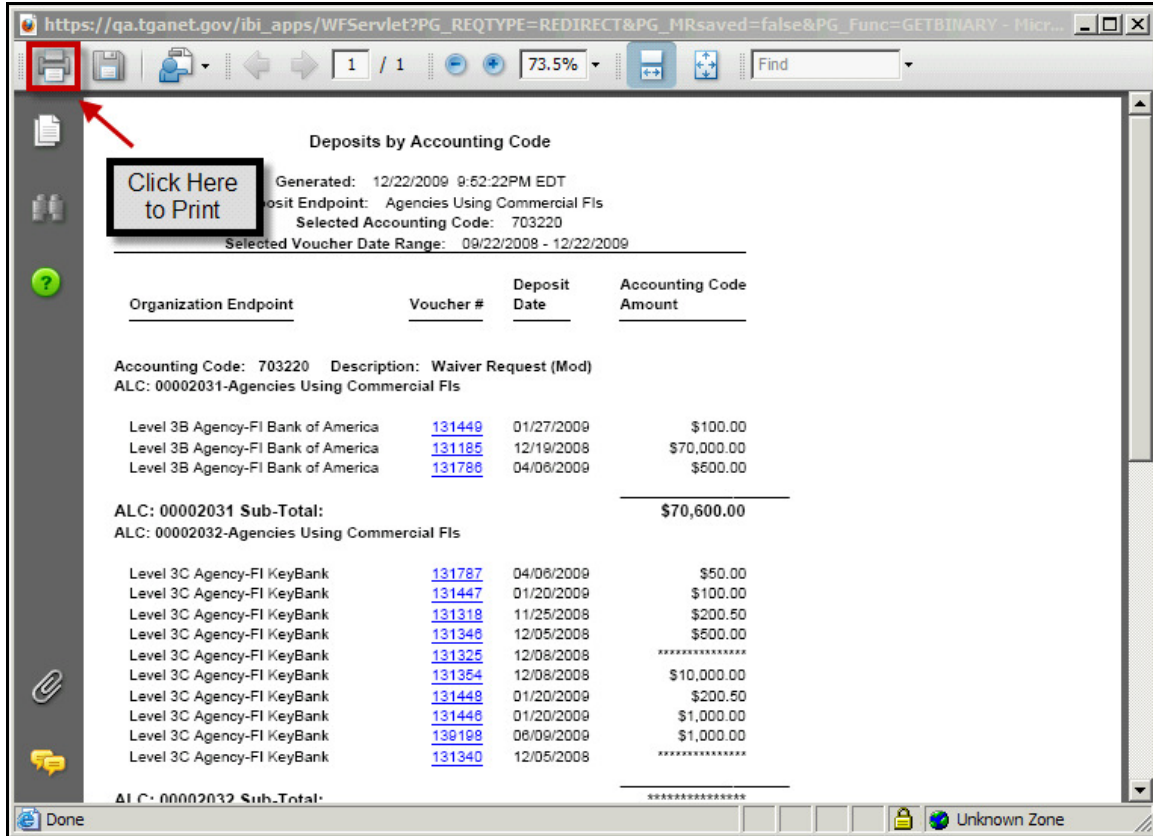 https://qa.tganet.gov/ibi_apps/WFServlet?PG_REQTYPE=REDIRECT&PG_MRsaved=false&PG_Func=GETBINARY - Micr...
1 / 1 73.5% Find
Deposits by Accounting Code
Click Here
to Print
Generated: 12/22/2009 9:52:22PM EDT
osit Endpoint: Agencies Using Commercial FIs
Selected Accounting Code: 703220
Selected Voucher Date Range: 09/22/2008 - 12/22/2009
Organization Endpoint Voucher # Deposit Date Accounting Code Amount
Accounting Code: 703220 Description: Waiver Request (Mod)
ALC: 00002031-Agencies Using Commercial FIs
Level 3B Agency-FI Bank of America 131449 01/27/2009 $100.00
Level 3B Agency-FI Bank of America 131185 12/19/2008 $70,000.00
Level 3B Agency-FI Bank of America 131786 04/06/2009 $500.00
ALC: 00002031 Sub-Total: $70,600.00
ALC: 00002032-Agencies Using Commercial FIs
Level 3C Agency-FI KeyBank 131787 04/06/2009 $50.00
Level 3C Agency-FI KeyBank 131447 01/20/2009 $100.00
Level 3C Agency-FI KeyBank 131318 11/25/2008 $200.50
Level 3C Agency-FI KeyBank 131346 12/05/2008 $500.00
Level 3C Agency-FI KeyBank 131325 12/08/2008 ***************
Level 3C Agency-FI KeyBank 131354 12/08/2008 $10,000.00
Level 3C Agency-FI KeyBank 131448 01/20/2009 $200.50
Level 3C Agency-FI KeyBank 131446 01/20/2009 $1,000.00
Level 3C Agency-FI KeyBank 139198 06/09/2009 $1,000.00
Level 3C Agency-FI KeyBank 131340 12/05/2008 ***************
ALC: 00002032 Sub-Total: ***************
Done Unknown Zone